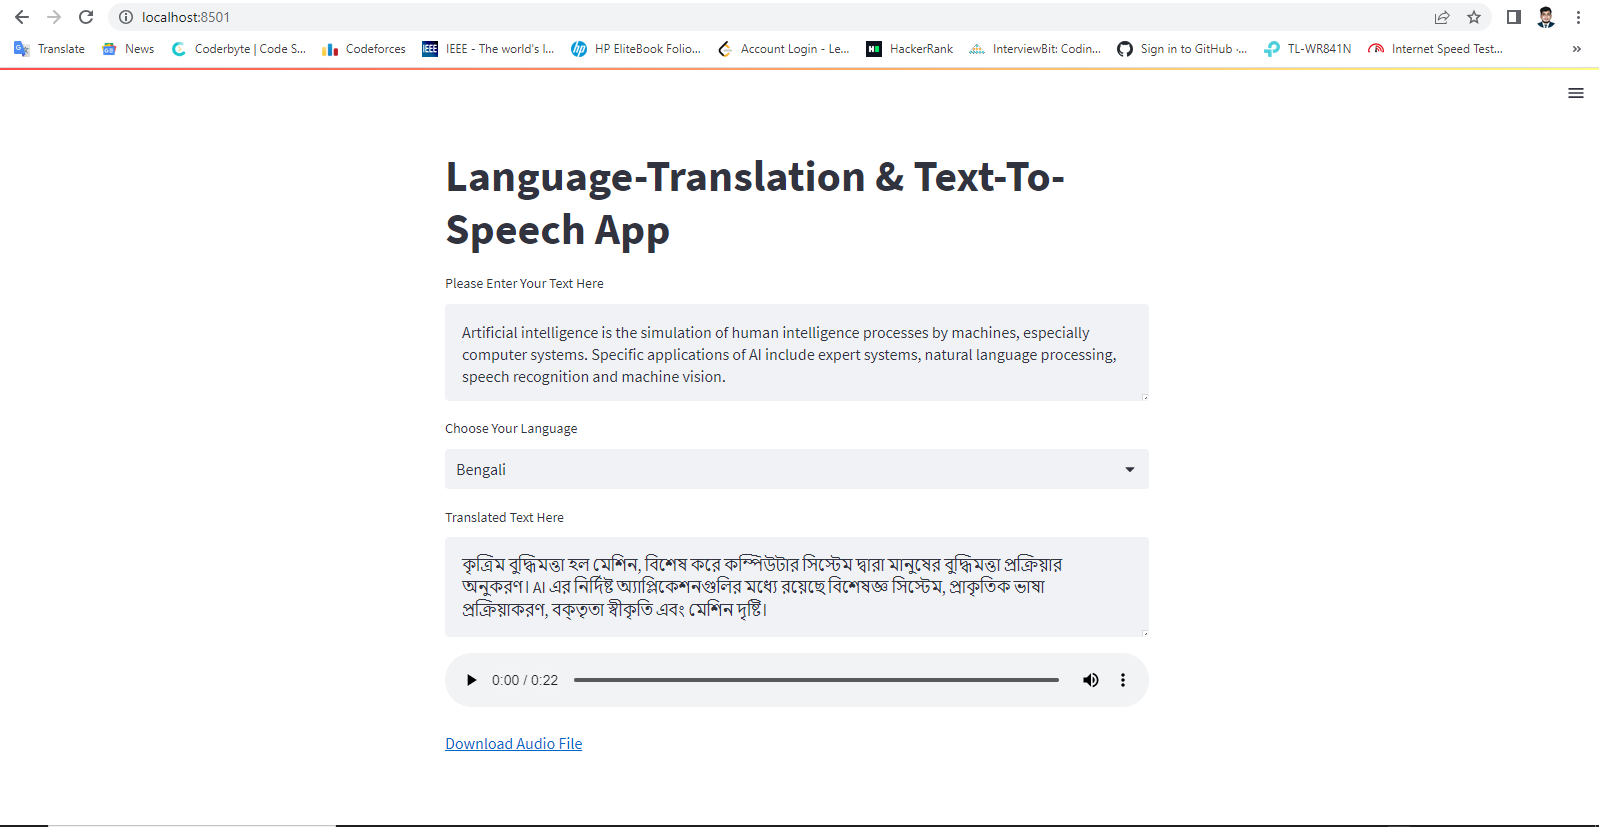 localhost:8501
Translate News Coderbyte | Code S... Codeforces IEEE IEEE - The world's l... hp HP EliteBook Folio... Account Login - Le... H HackerRank InterviewBit: Codin... Sign in to GitHub ·... TL-WR841N Internet Speed Test... »
Language-Translation & Text-To-
Speech App
Please Enter Your Text Here
Artificial intelligence is the simulation of human intelligence processes by machines, especially
computer systems. Specific applications of AI include expert systems, natural language processing,
speech recognition and machine vision.
Choose Your Language
Bengali
Translated Text Here
কৃত্রিম বুদ্ধিমত্তা হল মেশিন, বিশেষ করে কম্পিউটার সিস্টেম দ্বারা মানুষের বুদ্ধিমত্তা প্রক্রিয়ার
অনুকরণ। AI এর নির্দিষ্ট অ্যাপ্লিকেশনগুলির মধ্যে রয়েছে বিশেষজ্ঞ সিস্টেম, প্রাকৃতিক ভাষা
প্রক্রিয়াকরণ, বক্তৃতা স্বীকৃতি এবং মেশিন দৃষ্টি।
0:00 / 0:22
Download Audio File